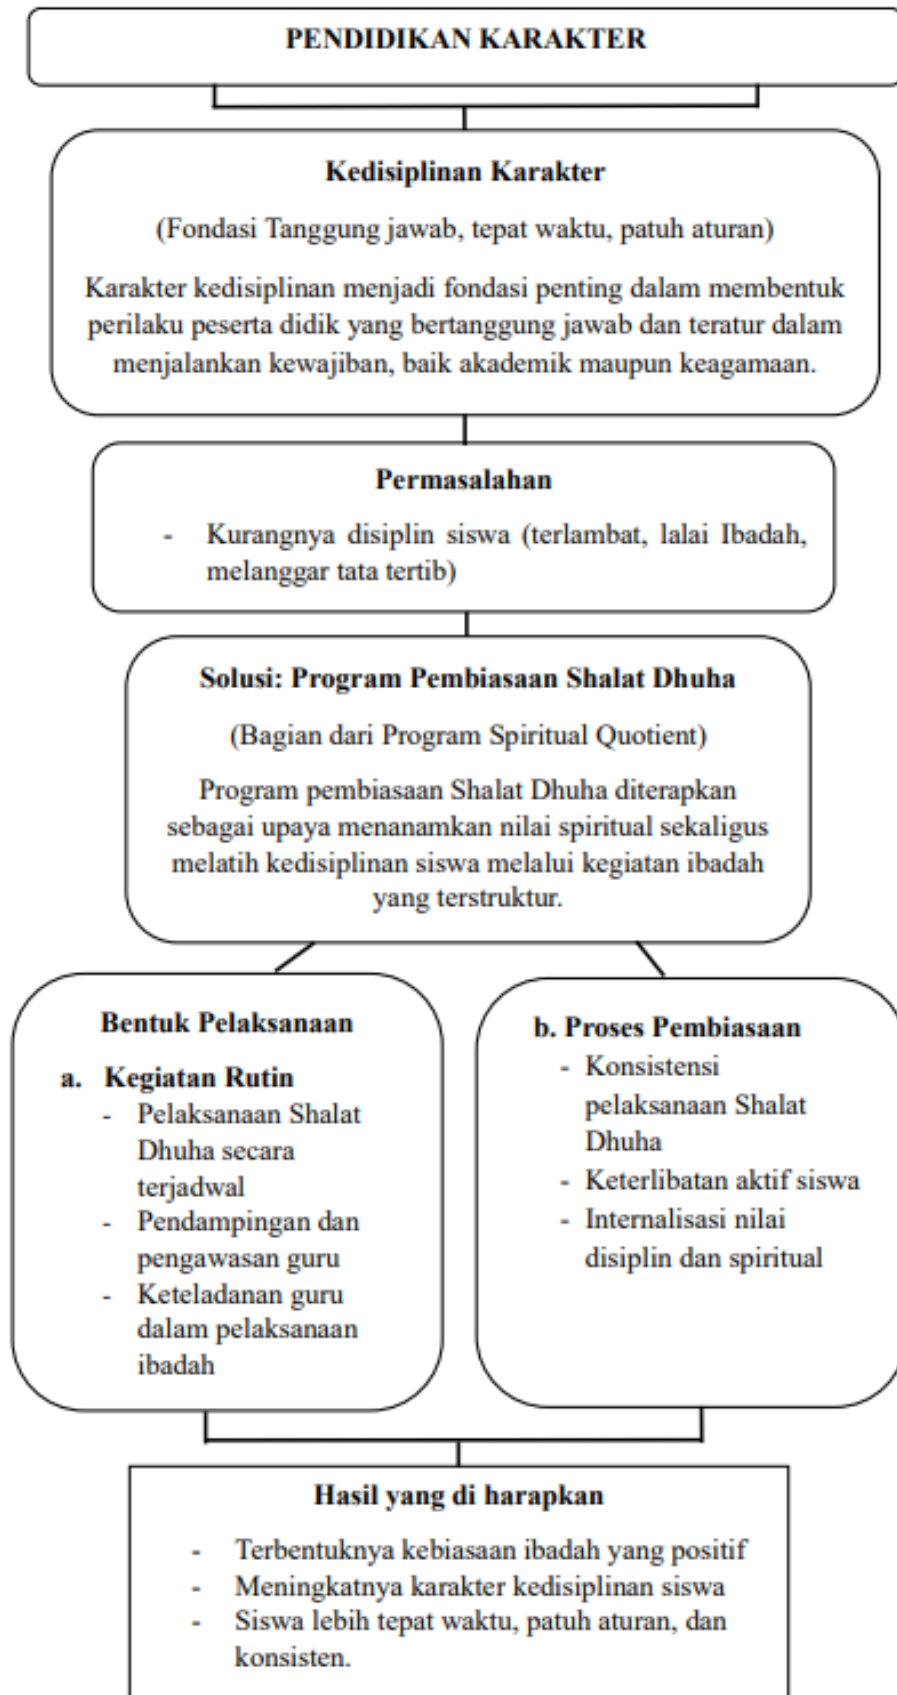 PENDIDIKAN KARAKTER
Kedisiplinan Karakter
(Fondasi Tanggung jawab, tepat waktu, patuh aturan)
Karakter kedisiplinan menjadi fondasi penting dalam membentuk
perilaku peserta didik yang bertanggung jawab dan teratur dalam
menjalankan kewajiban, baik akademik maupun keagamaan.
Permasalahan
- Kurangnya disiplin siswa (terlambat, lalai Ibadah,
melanggar tata tertib)
Solusi: Program Pembiasaan Shalat Dhuha
(Bagian dari Program Spiritual Quotient)
Program pembiasaan Shalat Dhuha diterapkan
sebagai upaya menanamkan nilai spiritual sekaligus
melatih kedisiplinan siswa melalui kegiatan ibadah
yang terstruktur.
Bentuk Pelaksanaan
a. Kegiatan Rutin
- Pelaksanaan Shalat
Dhuha secara
terjadwal
- Pendampingan dan
pengawasan guru
- Keteladanan guru
dalam pelaksanaan
ibadah
b. Proses Pembiasaan
- Konsistensi
pelaksanaan Shalat
Dhuha
- Keterlibatan aktif siswa
- Internalisasi nilai
disiplin dan spiritual
Hasil yang di harapkan
- Terbentuknya kebiasaan ibadah yang positif
- Meningkatnya karakter kedisiplinan siswa
- Siswa lebih tepat waktu, patuh aturan, dan
konsisten.